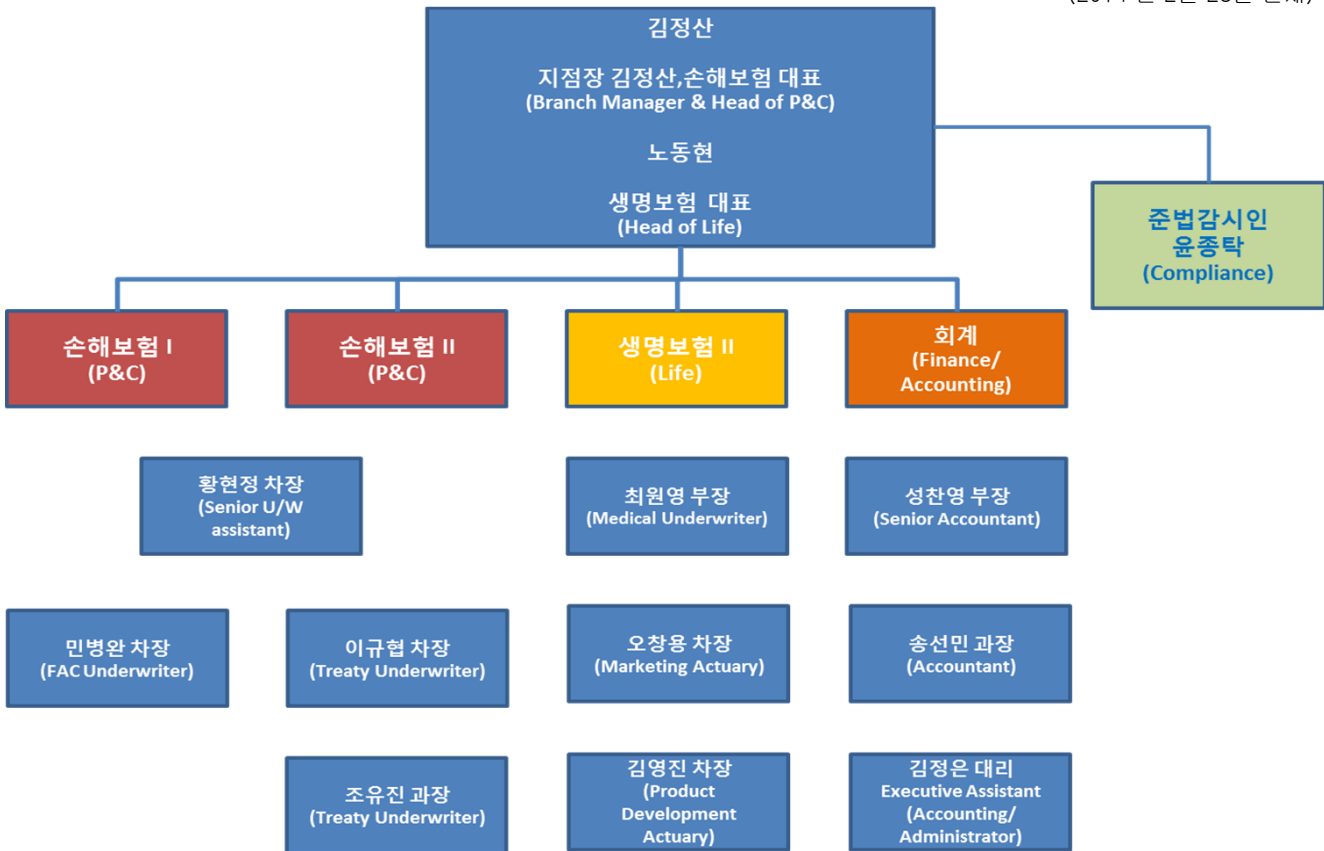 김정산
지점장 김정산,손해보험 대표
(Branch Manager & Head of P&C)
노동현
생명보험 대표
(Head of Life)
준법감시인
윤종탁
(Compliance)
손해보험 I
(P&C)
손해보험 II
(P&C)
생명보험 II
(Life)
회계
(Finance/
Accounting)
황현정 차장
(Senior U/W
assistant)
최원영 부장
(Medical Underwriter)
성찬영 부장
(Senior Accountant)
민병완 차장
(FAC Underwriter)
이규협 차장
(Treaty Underwriter)
오창용 차장
(Marketing Actuary)
송선민 과장
(Accountant)
조유진 과장
(Treaty Underwriter)
김영진 차장
(Product
Development
Actuary)
김정은 대리
Executive Assistant
(Accounting/
Administrator)